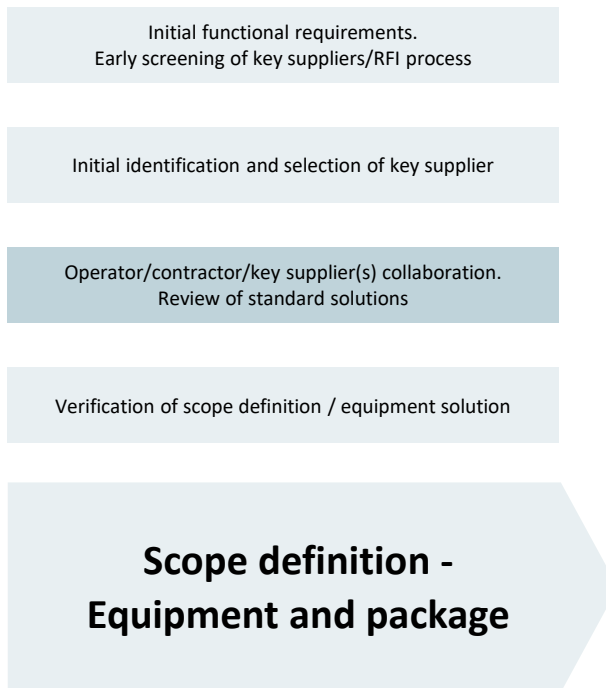 Initial functional requirements.
Early screening of key suppliers/RFI process
Initial identification and selection of key supplier
Operator/contractor/key supplier(s) collaboration.
Review of standard solutions
Verification of scope definition / equipment solution
Scope definition -
Equipment and package